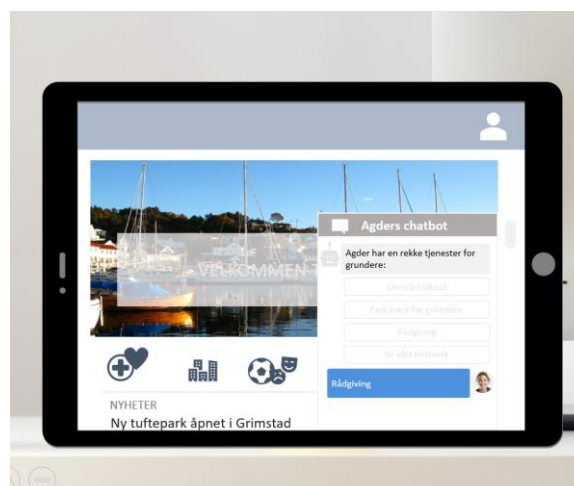 VELKOMMEN T
Agders chatbot
Agder har en rekke tjenester for
grundere:
Om vårt tilbud
Fast track for gründere
Rådgiving
Se vårt nettverk
Rådgiving
NYHETER
Ny tuftepark åpnet i Grimstad